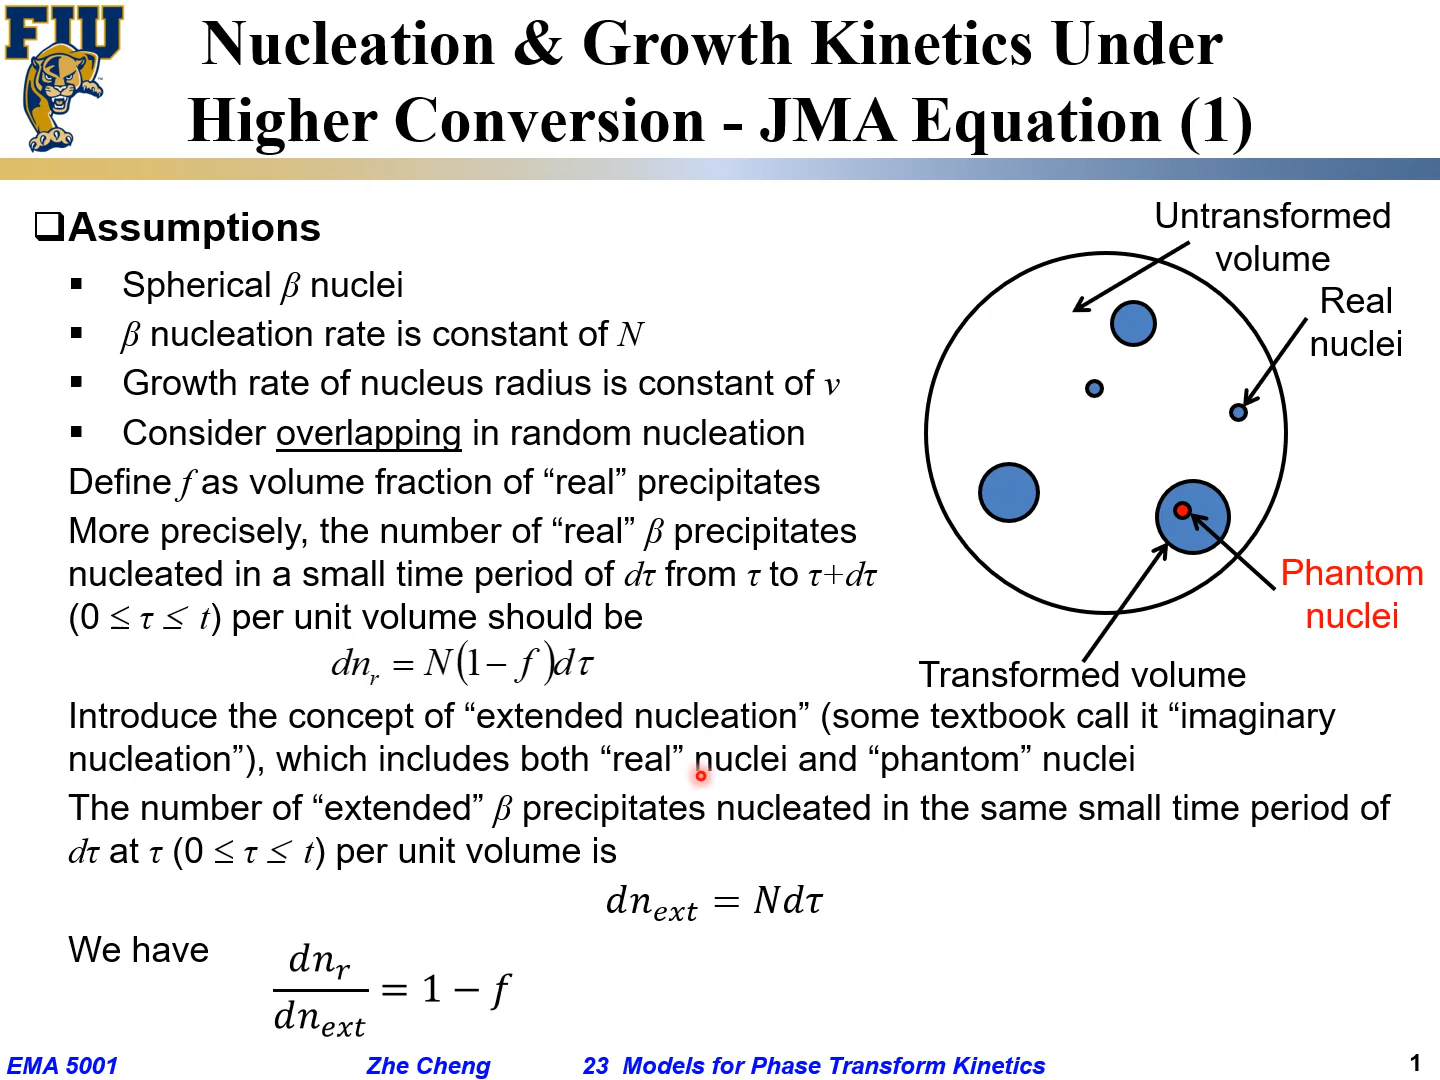 FIU
Nucleation & Growth Kinetics Under
Higher Conversion - JMA Equation (1)
❑Assumptions
▪ Spherical β nuclei
▪ β nucleation rate is constant of N
▪ Growth rate of nucleus radius is constant of v
▪ Consider overlapping in random nucleation
Define f as volume fraction of “real” precipitates
More precisely, the number of “real” β precipitates
nucleated in a small time period of dτ from τ to τ+dτ
(0 ≤ τ ≤ t) per unit volume should be
dn_r = N(1 − f)dτ
Untransformed
volume
Real
nuclei
Phantom
nuclei
Transformed volume
Introduce the concept of “extended nucleation” (some textbook call it “imaginary
nucleation”), which includes both “real” nuclei and “phantom” nuclei
The number of “extended” β precipitates nucleated in the same small time period of
dτ at τ (0 ≤ τ ≤ t) per unit volume is
dn_ext = Ndτ
We have
dn_r / dn_ext = 1 − f
EMA 5001 Zhe Cheng 23 Models for Phase Transform Kinetics 1